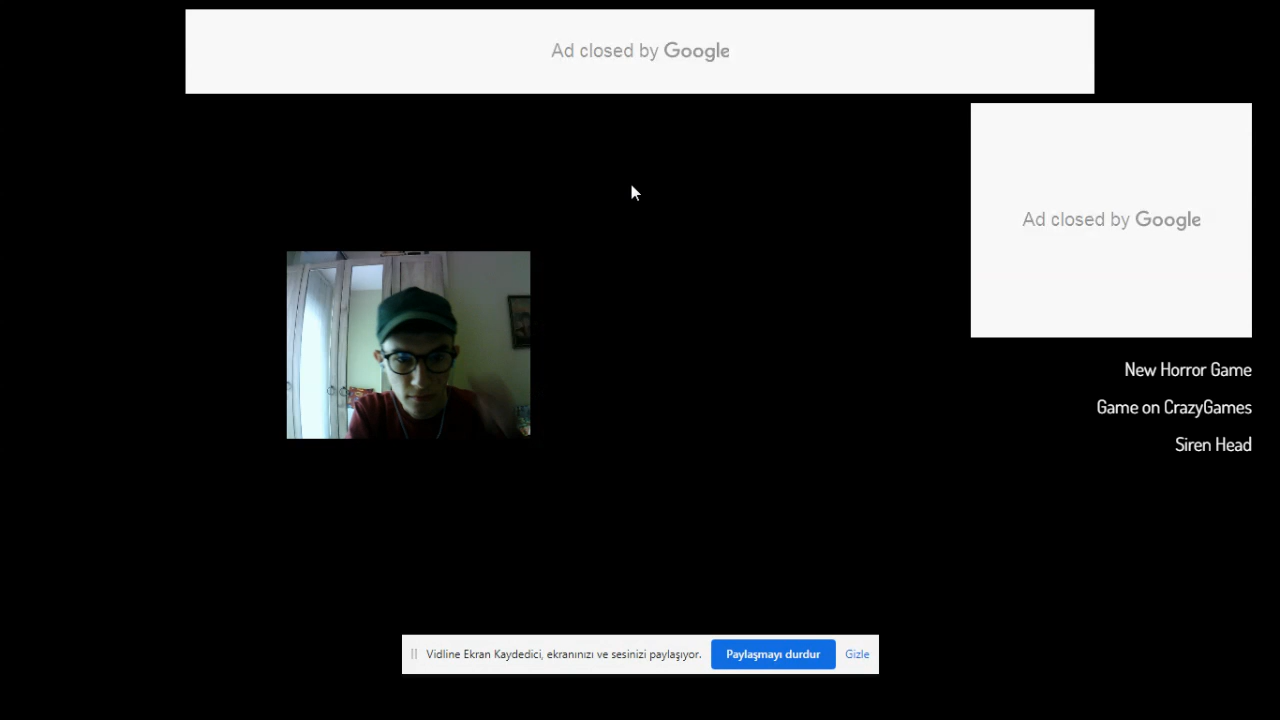 Ad closed by Google
Ad closed by Google
New Horror Game
Game on CrazyGames
Siren Head
Vidline Ekran Kaydedici, ekranınızı ve sesinizi paylaşıyor.
Paylaşmayı durdur
Gizle